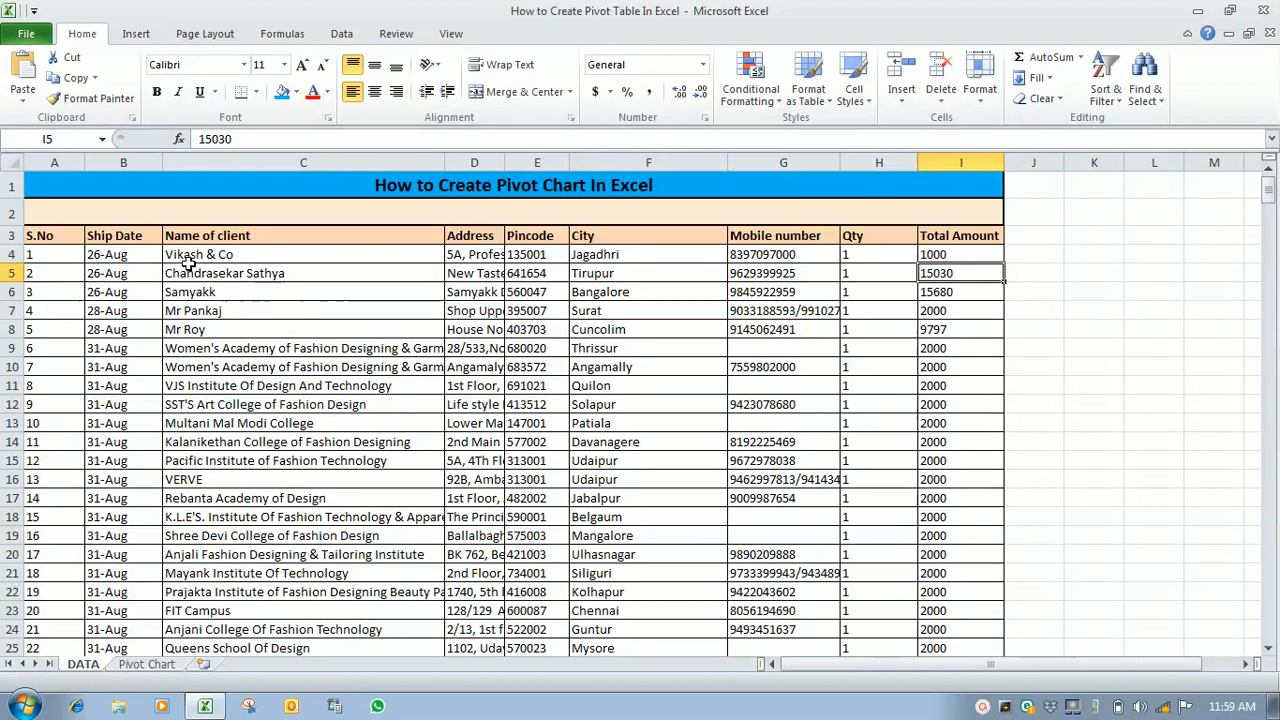 How to Create Pivot Table In Excel - Microsoft Excel
File Home Insert Page Layout Formulas Data Review View
Cut
Copy
Format Painter
Paste
Clipboard
Calibri 11
Font
Wrap Text
Merge & Center
Alignment
General
Number
Conditional Formatting
Format as Table
Cell Styles
Styles
Insert Delete Format
Cells
AutoSum
Fill
Clear
Sort & Filter
Find & Select
Editing
I5 fx 15030
A B C D E F G H I J K L M
1 How to Create Pivot Chart In Excel
2
3 S.No Ship Date Name of client Address Pincode City Mobile number Qty Total Amount
4 1 26-Aug Vikash & Co 5A, Profes 135001 Jagadhri 8397097000 1 1000
5 2 26-Aug Chandrasekar Sathya New Taste 641654 Tirupur 9629399925 1 15030
6 3 26-Aug Samyakk Samyakk D 560047 Bangalore 9845922959 1 15680
7 4 28-Aug Mr Pankaj Shop Uppe 395007 Surat 9033188593/991027 1 2000
8 5 28-Aug Mr Roy House No 403703 Cuncolim 9145062491 1 9797
9 6 31-Aug Women's Academy of Fashion Designing & Garm 28/533,No 680020 Thrissur 1 2000
10 7 31-Aug Women's Academy of Fashion Designing & Garm Angamaly 683572 Angamally 7559802000 1 2000
11 8 31-Aug VJS Institute Of Design And Technology 1st Floor, 691021 Quilon 1 2000
12 9 31-Aug SST'S Art College of Fashion Design Life style 413512 Solapur 9423078680 1 2000
13 10 31-Aug Multani Mal Modi College Lower Ma 147001 Patiala 1 2000
14 11 31-Aug Kalanikethan College of Fashion Designing 2nd Main 577002 Davanagere 8192225469 1 2000
15 12 31-Aug Pacific Institute of Fashion Technology 5A, 4th Fl 313001 Udaipur 9672978038 1 2000
16 13 31-Aug VERVE 92B, Amba 313001 Udaipur 9462997813/941434 1 2000
17 14 31-Aug Rebanta Academy of Design 1st Floor, 482002 Jabalpur 9009987654 1 2000
18 15 31-Aug K.L.E'S. Institute Of Fashion Technology & Appare The Princi 590001 Belgaum 1 2000
19 16 31-Aug Shree Devi College of Fashion Design Ballalbagh 575003 Mangalore 1 2000
20 17 31-Aug Anjali Fashion Designing & Tailoring Institute BK 762, Be 421003 Ulhasnagar 9890209888 1 2000
21 18 31-Aug Mayank Institute Of Technology 2nd Floor, 734001 Siliguri 9733399943/943489 1 2000
22 19 31-Aug Prajakta Institute of Fashion Designing Beauty Pa 1740, 5th l 416008 Kolhapur 9422043602 1 2000
23 20 31-Aug FIT Campus 128/129 A 600087 Chennai 8056194690 1 2000
24 21 31-Aug Anjani College Of Fashion Technology 2/13, 1st f 522002 Guntur 9493451637 1 2000
25 22 31-Aug Queens School Of Design 1102, Uda 570023 Mysore 1 2000
DATA Pivot Chart
11:59 AM